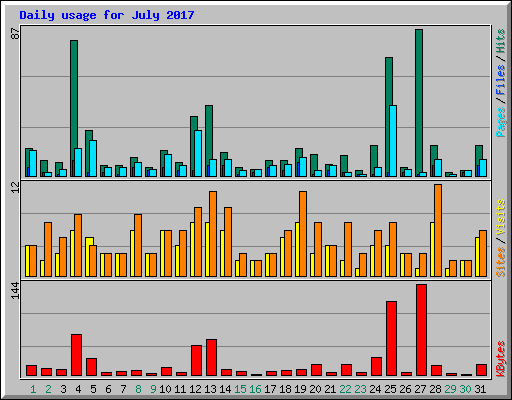 Daily usage for July 2017
87
Pages / Files / Hits
12
Sites / Visits
144
KBytes
1 2 3 4 5 6 7 8 9 10 11 12 13 14 15 16 17 18 19 20 21 22 23 24 25 26 27 28 29 30 31